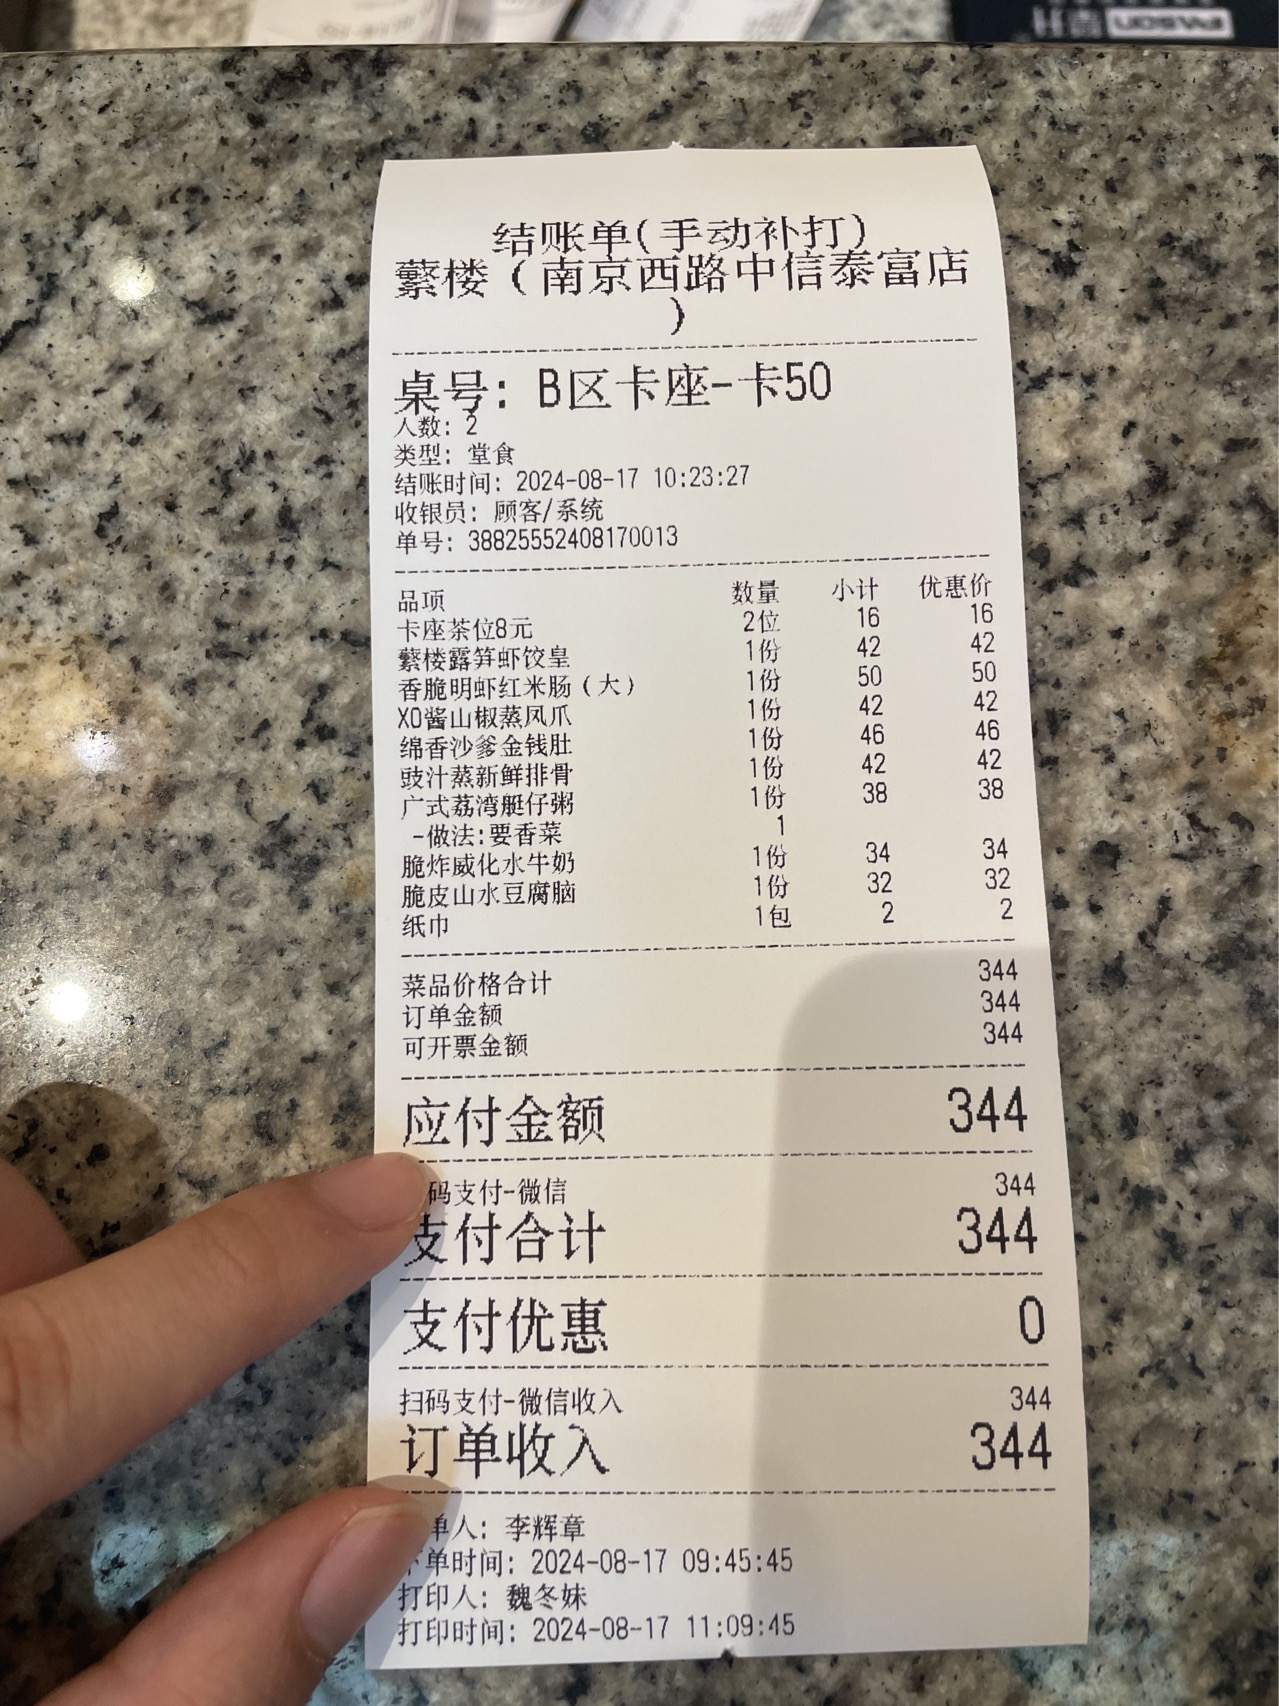 PASON
结账单(手动补打)
蘩楼（南京西路中信泰富店
）
桌号: B区卡座-卡50
人数: 2
类型: 堂食
结账时间: 2024-08-17 10:23:27
收银员: 顾客/系统
单号: 38825552408170013
品项 数量 小计 优惠价
卡座茶位8元 2位 16 16
蘩楼露笋虾饺皇 1份 42 42
香脆明虾红米肠（大） 1份 50 50
XO酱山椒蒸凤爪 1份 42 42
绵香沙爹金钱肚 1份 46 46
豉汁蒸新鲜排骨 1份 42 42
广式荔湾艇仔粥 1份 38 38
-做法:要香菜 1
脆炸威化水牛奶 1份 34 34
脆皮山水豆腐脑 1份 32 32
纸巾 1包 2 2
菜品价格合计 344
订单金额 344
可开票金额 344
应付金额 344
码支付-微信 344
支付合计 344
支付优惠 0
扫码支付-微信收入 344
订单收入 344
单人: 李辉章
下单时间: 2024-08-17 09:45:45
打印人: 魏冬妹
打印时间: 2024-08-17 11:09:45